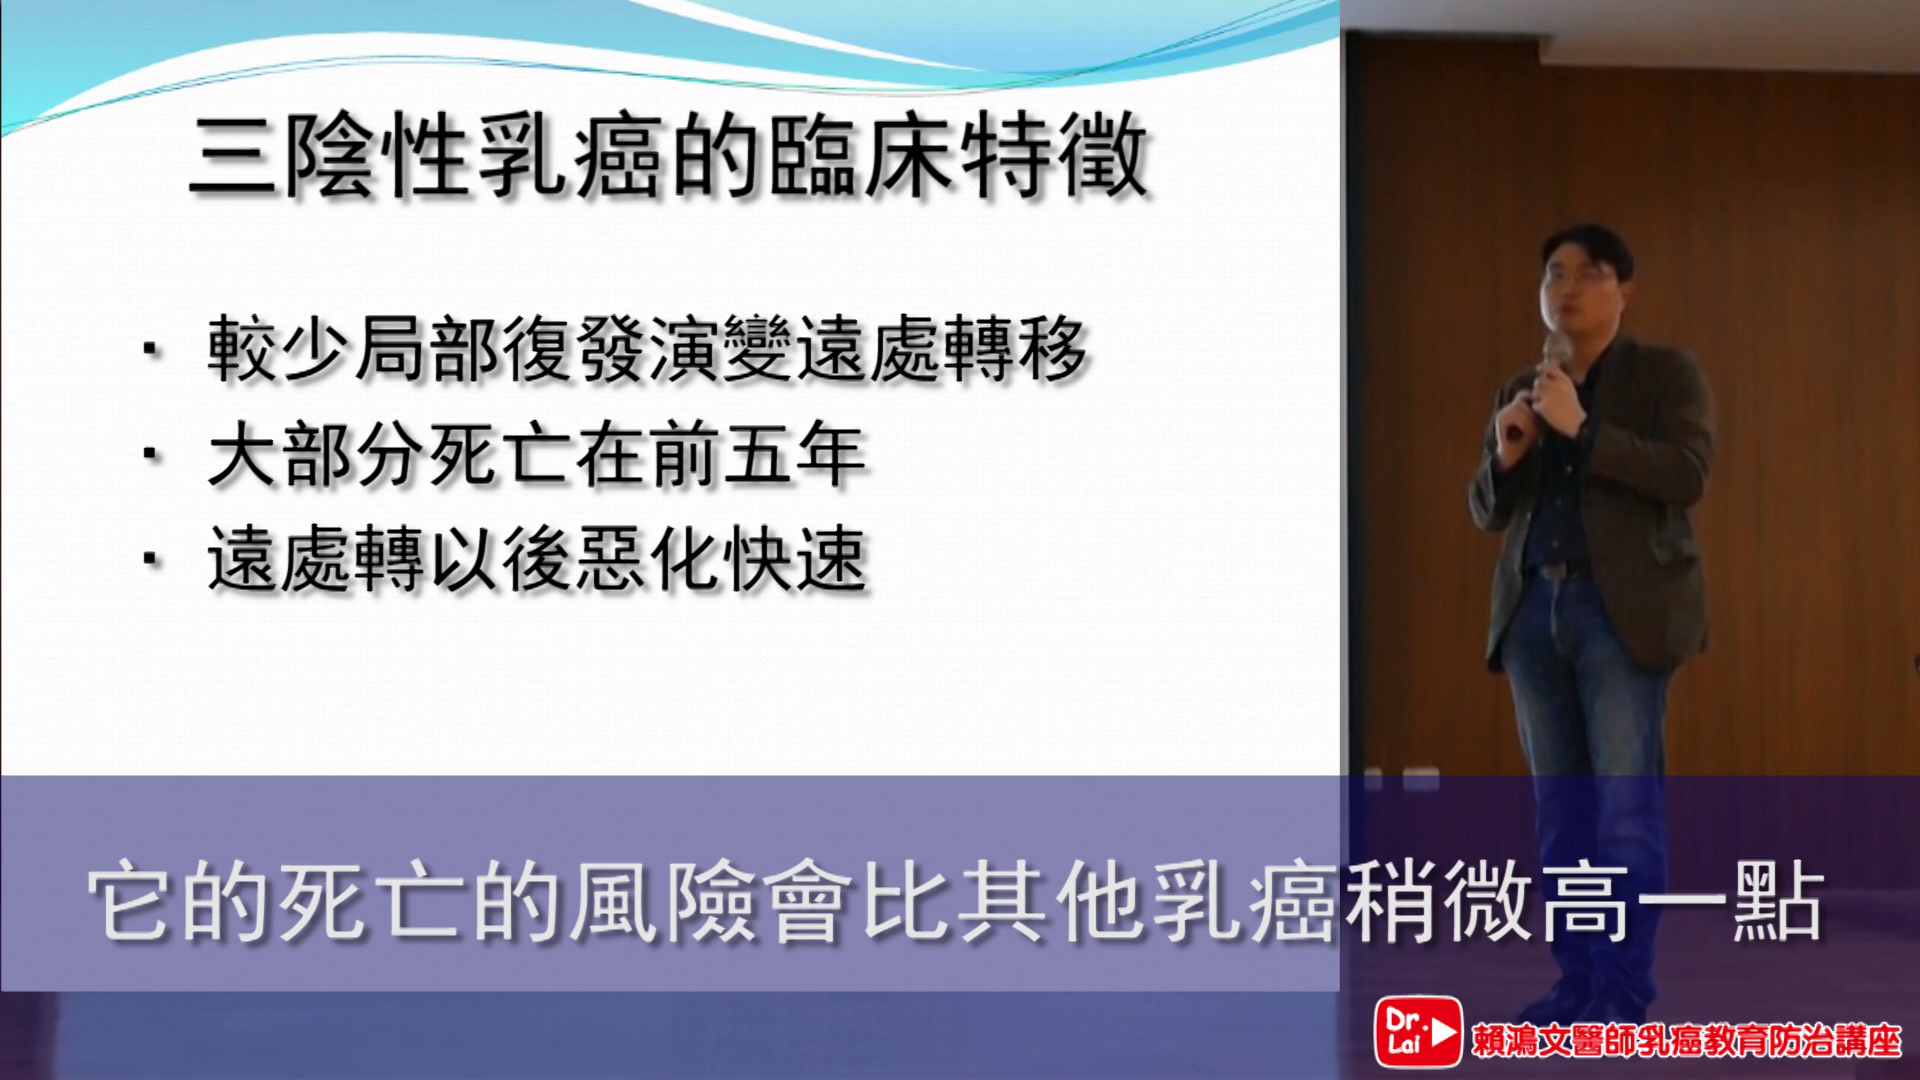 三陰性乳癌的臨床特徵
· 較少局部復發演變遠處轉移
· 大部分死亡在前五年
· 遠處轉以後惡化快速
它的死亡的風險會比其他乳癌稍微高一點
Dr.
Lai
賴鴻文醫師乳癌教育防治講座